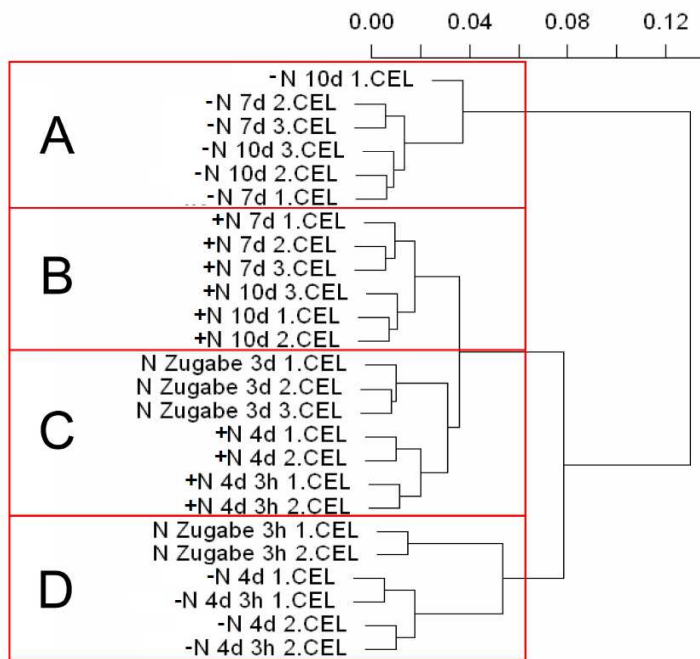 0.00 0.04 0.08 0.12
A
-N 10d 1.CEL
-N 7d 2.CEL
-N 7d 3.CEL
-N 10d 3.CEL
-N 10d 2.CEL
-N 7d 1.CEL
B
+N 7d 1.CEL
+N 7d 2.CEL
+N 7d 3.CEL
+N 10d 3.CEL
+N 10d 1.CEL
+N 10d 2.CEL
C
N Zugabe 3d 1.CEL
N Zugabe 3d 2.CEL
N Zugabe 3d 3.CEL
+N 4d 1.CEL
+N 4d 2.CEL
+N 4d 3h 1.CEL
+N 4d 3h 2.CEL
D
N Zugabe 3h 1.CEL
N Zugabe 3h 2.CEL
-N 4d 1.CEL
-N 4d 3h 1.CEL
-N 4d 2.CEL
-N 4d 3h 2.CEL